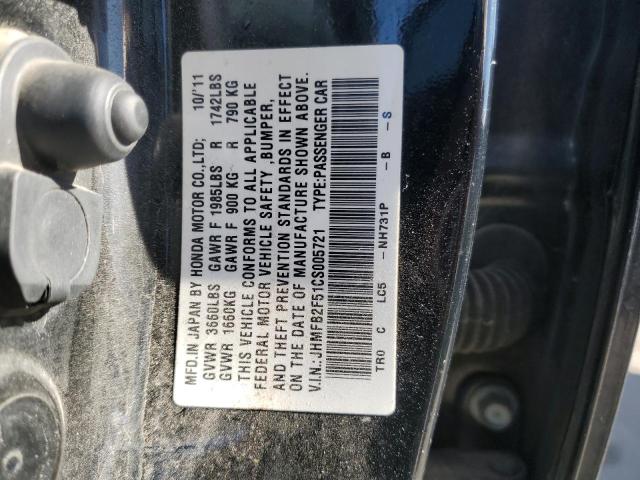 MFD.IN JAPAN BY HONDA MOTOR CO.,LTD; 10/'11
GVWR 3660LBS GAWR F 1985LBS R 1742LBS
GVWR 1660KG GAWR F 900 KG R 790 KG
THIS VEHICLE CONFORMS TO ALL APPLICABLE
FEDERAL MOTOR VEHICLE SAFETY ,BUMPER,
AND THEFT PREVENTION STANDARDS IN EFFECT
ON THE DATE OF MANUFACTURE SHOWN ABOVE.
V.I.N.:JHMFB2F51CS005721 TYPE:PASSENGER CAR
TR0 C LC5 -NH731P -B -S